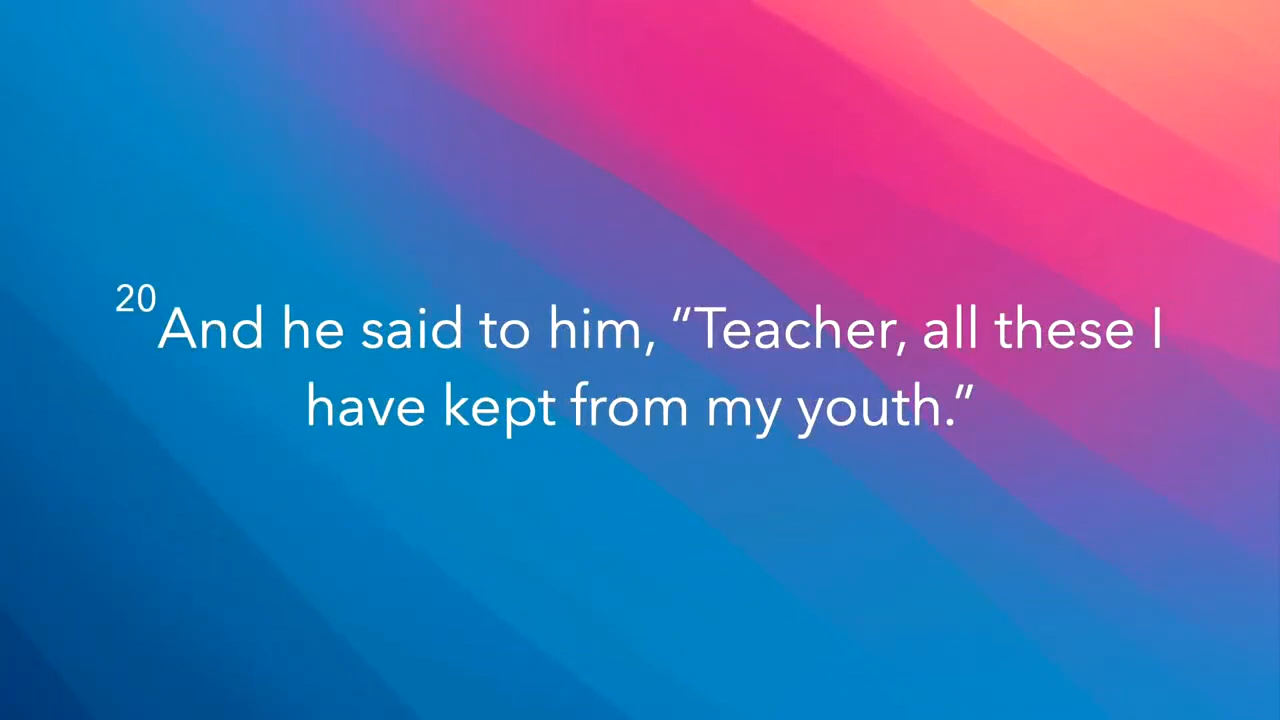 20 And he said to him, “Teacher, all these I
have kept from my youth.”